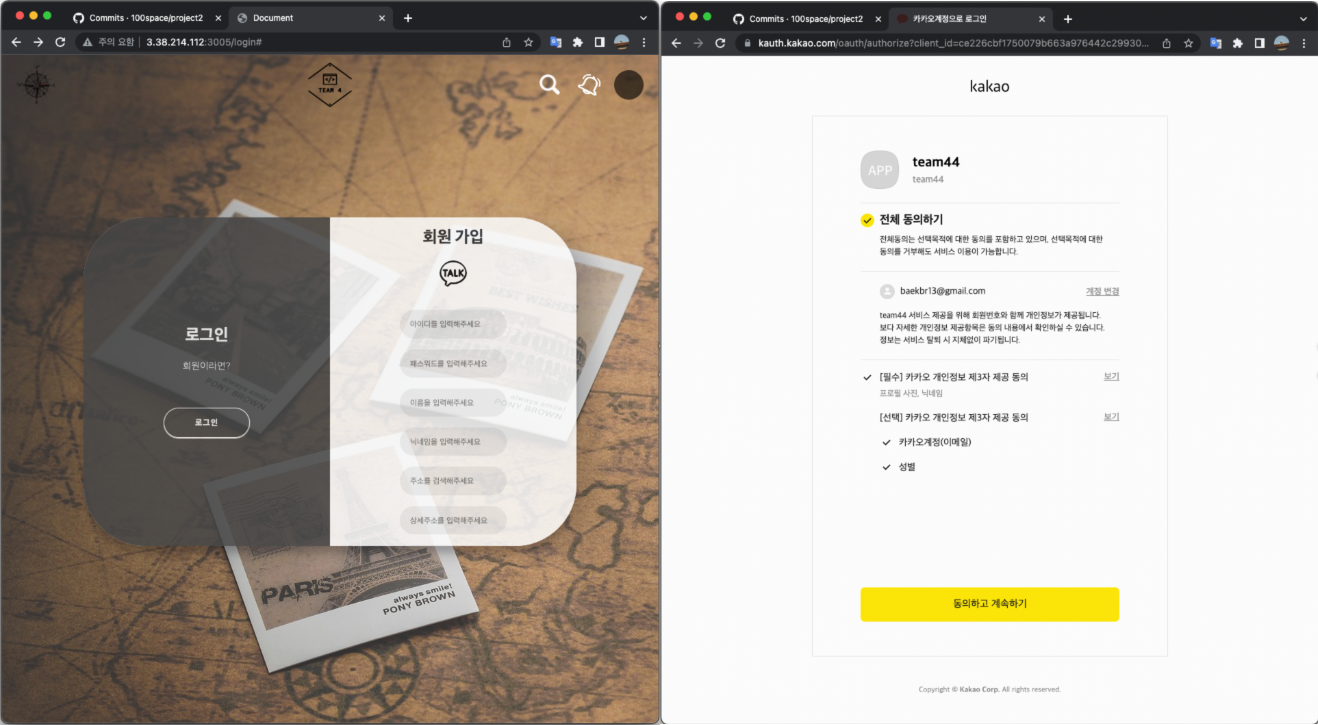 Commits · 100space/project2
Document
주의 요함
3.38.214.112:3005/login#
TEAM 4
회원 가입
TALK
로그인
회원이라면?
로그인
아이디를 입력해주세요
패스워드를 입력해주세요
이름을 입력해주세요
닉네임을 입력해주세요
주소를 검색해주세요
상세주소를 입력해주세요
BEST WISHES
always smile!
PONY BROWN
PONY BROWN
PARIS
always smile!
PONY BROWN
Commits · 100space/project2
카카오계정으로 로그인
kauth.kakao.com/oauth/authorize?client_id=ce226cbf1750079b663a976442c29930...
kakao
APP
team44
team44
전체 동의하기
전체동의는 선택목적에 대한 동의를 포함하고 있으며, 선택목적에 대한
동의를 거부해도 서비스 이용이 가능합니다.
baekbr13@gmail.com
계정 변경
team44 서비스 제공을 위해 회원번호와 함께 개인정보가 제공됩니다.
보다 자세한 개인정보 제공항목은 동의 내용에서 확인하실 수 있습니다.
정보는 서비스 탈퇴 시 지체없이 파기됩니다.
[필수] 카카오 개인정보 제3자 제공 동의
보기
프로필 사진, 닉네임
[선택] 카카오 개인정보 제3자 제공 동의
보기
카카오계정(이메일)
성별
동의하고 계속하기
Copyright © Kakao Corp. All rights reserved.